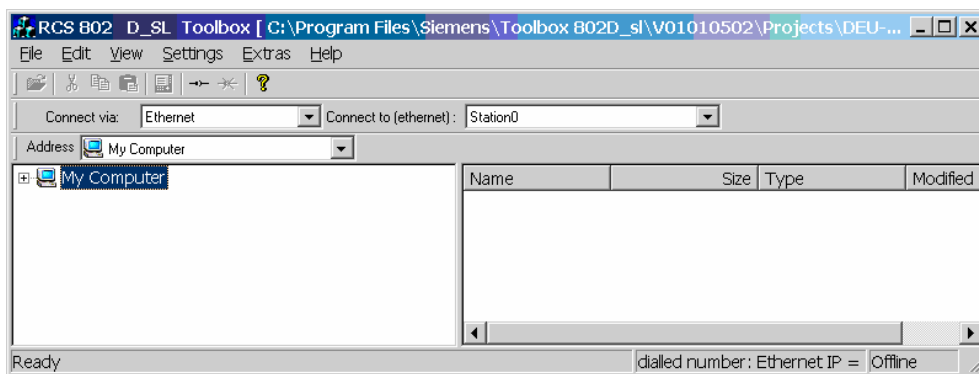 RCS 802 D_SL Toolbox [ C:\Program Files\Siemens\Toolbox 802D_sl\V01010502\Projects\DEU-...
File Edit View Settings Extras Help
Connect via: Ethernet Connect to (ethernet): Station0
Address My Computer
My Computer
Name Size Type Modified
Ready dialled number: Ethernet IP = Offline